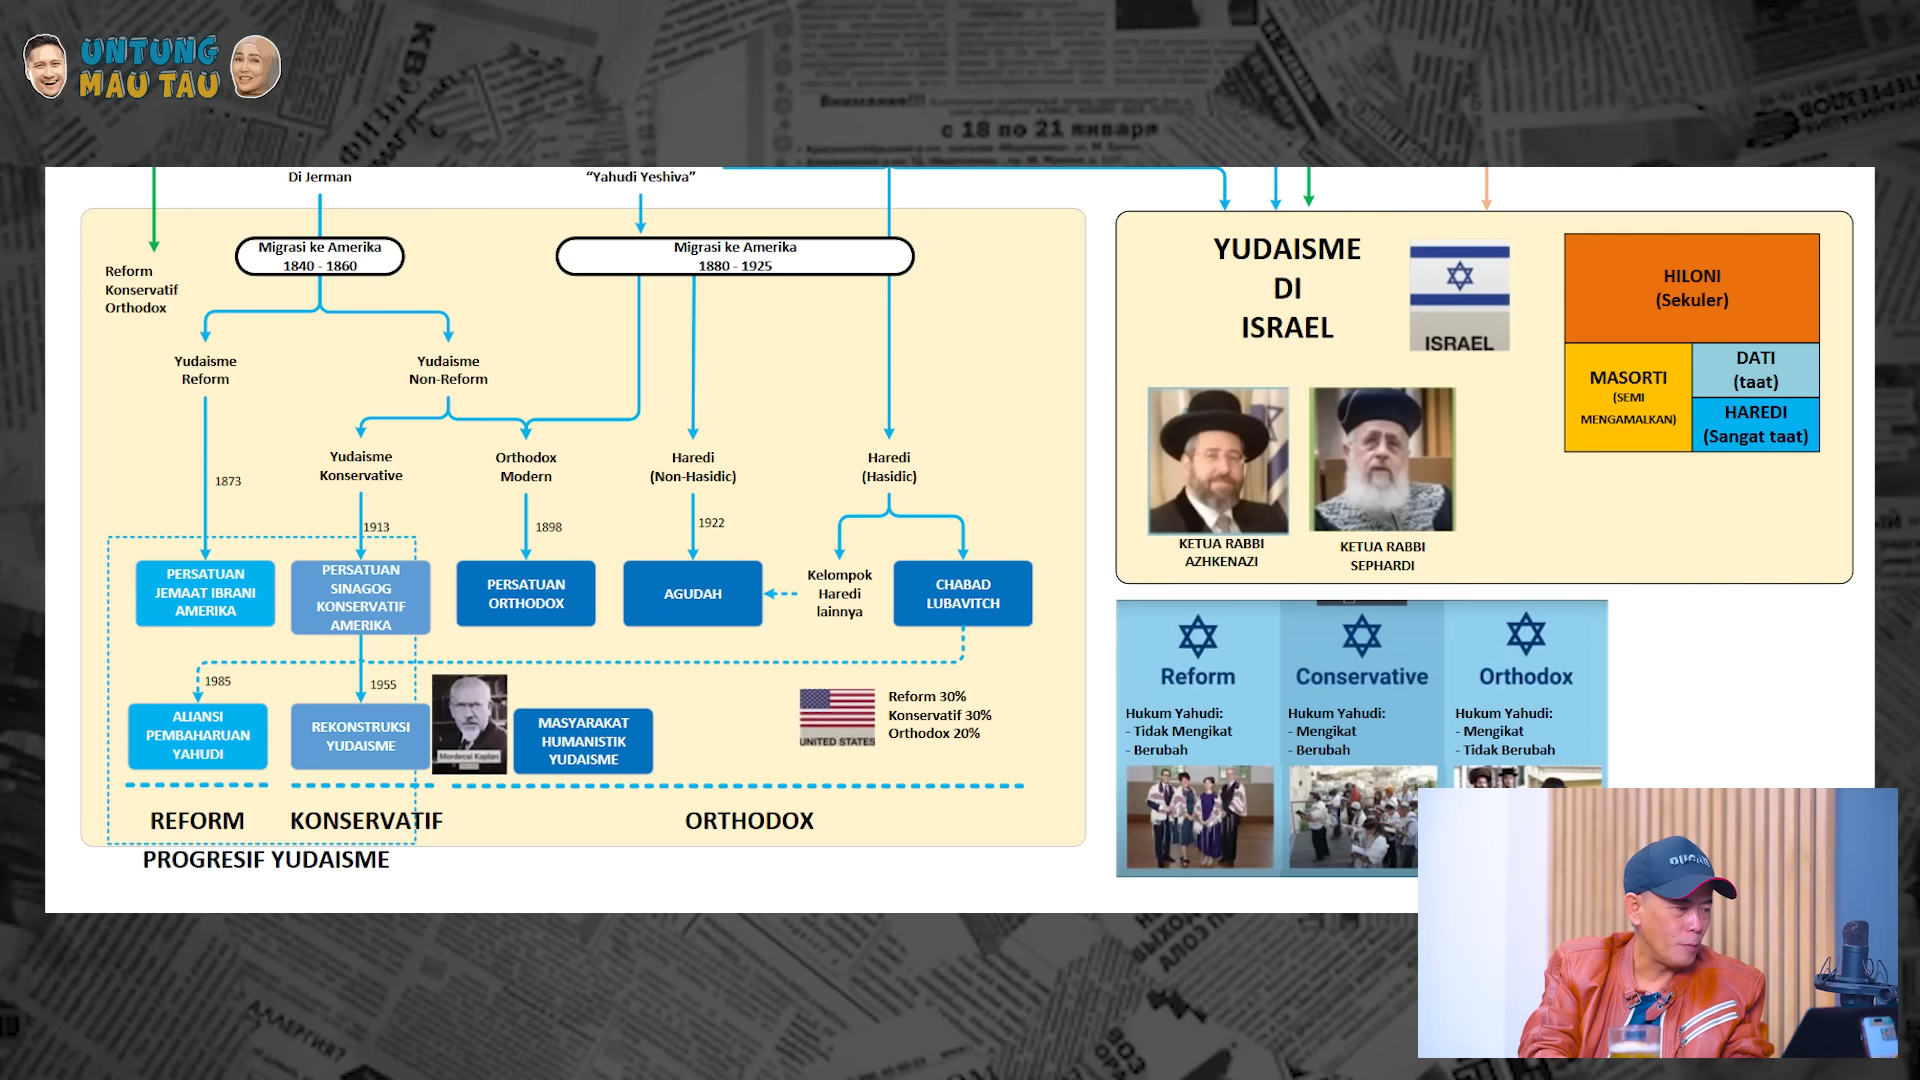 UNTUNG
MAU TAU
Внимание!!!
с 18 по 21 января
Di Jerman
“Yahudi Yeshiva”
Migrasi ke Amerika
1840 - 1860
Migrasi ke Amerika
1880 - 1925
Reform
Konservatif
Orthodox
Yudaisme
Reform
Yudaisme
Non-Reform
Yudaisme
Konservative
Orthodox
Modern
Haredi
(Non-Hasidic)
Haredi
(Hasidic)
1873
1913
1898
1922
PERSATUAN
JEMAAT IBRANI
AMERIKA
PERSATUAN
SINAGOG
KONSERVATIF
AMERIKA
PERSATUAN
ORTHODOX
AGUDAH
Kelompok
Haredi
lainnya
CHABAD
LUBAVITCH
1985
1955
ALIANSI
PEMBAHARUAN
YAHUDI
REKONSTRUKSI
YUDAISME
Mordecai Kaplan
MASYARAKAT
HUMANISTIK
YUDAISME
UNITED STATES
Reform 30%
Konservatif 30%
Orthodox 20%
REFORM
KONSERVATIF
ORTHODOX
PROGRESIF YUDAISME
YUDAISME
DI
ISRAEL
ISRAEL
HILONI
(Sekuler)
MASORTI
(SEMI
MENGAMALKAN)
DATI
(taat)
HAREDI
(Sangat taat)
KETUA RABBI
AZHKENAZI
KETUA RABBI
SEPHARDI
Reform
Hukum Yahudi:
- Tidak Mengikat
- Berubah
Conservative
Hukum Yahudi:
- Mengikat
- Berubah
Orthodox
Hukum Yahudi:
- Mengikat
- Tidak Berubah